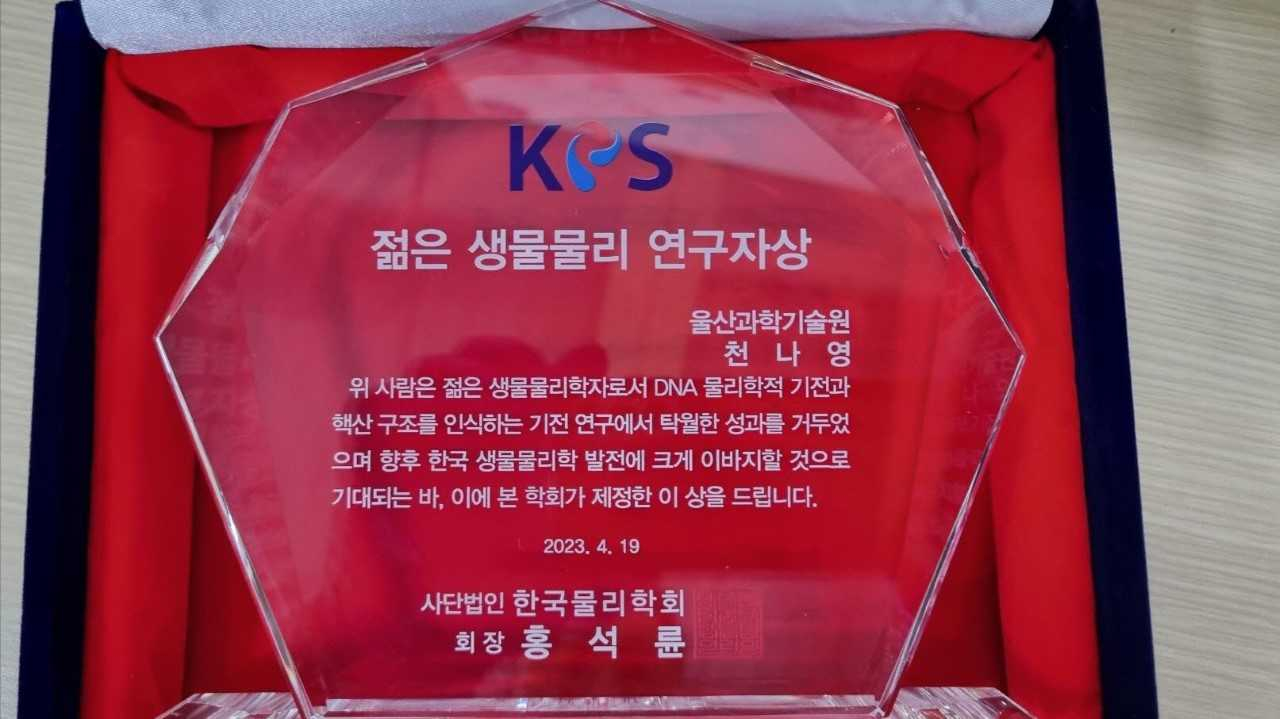 KPS
젊은 생물물리 연구자상
울산과학기술원
천 나 영
위 사람은 젊은 생물물리학자로서 DNA 물리학적 기전과
핵산 구조를 인식하는 기전 연구에서 탁월한 성과를 거두었
으며 향후 한국 생물물리학 발전에 크게 이바지할 것으로
기대되는 바, 이에 본 학회가 제정한 이 상을 드립니다.
2023. 4. 19
사단법인 한국물리학회
회장 홍 석 륜